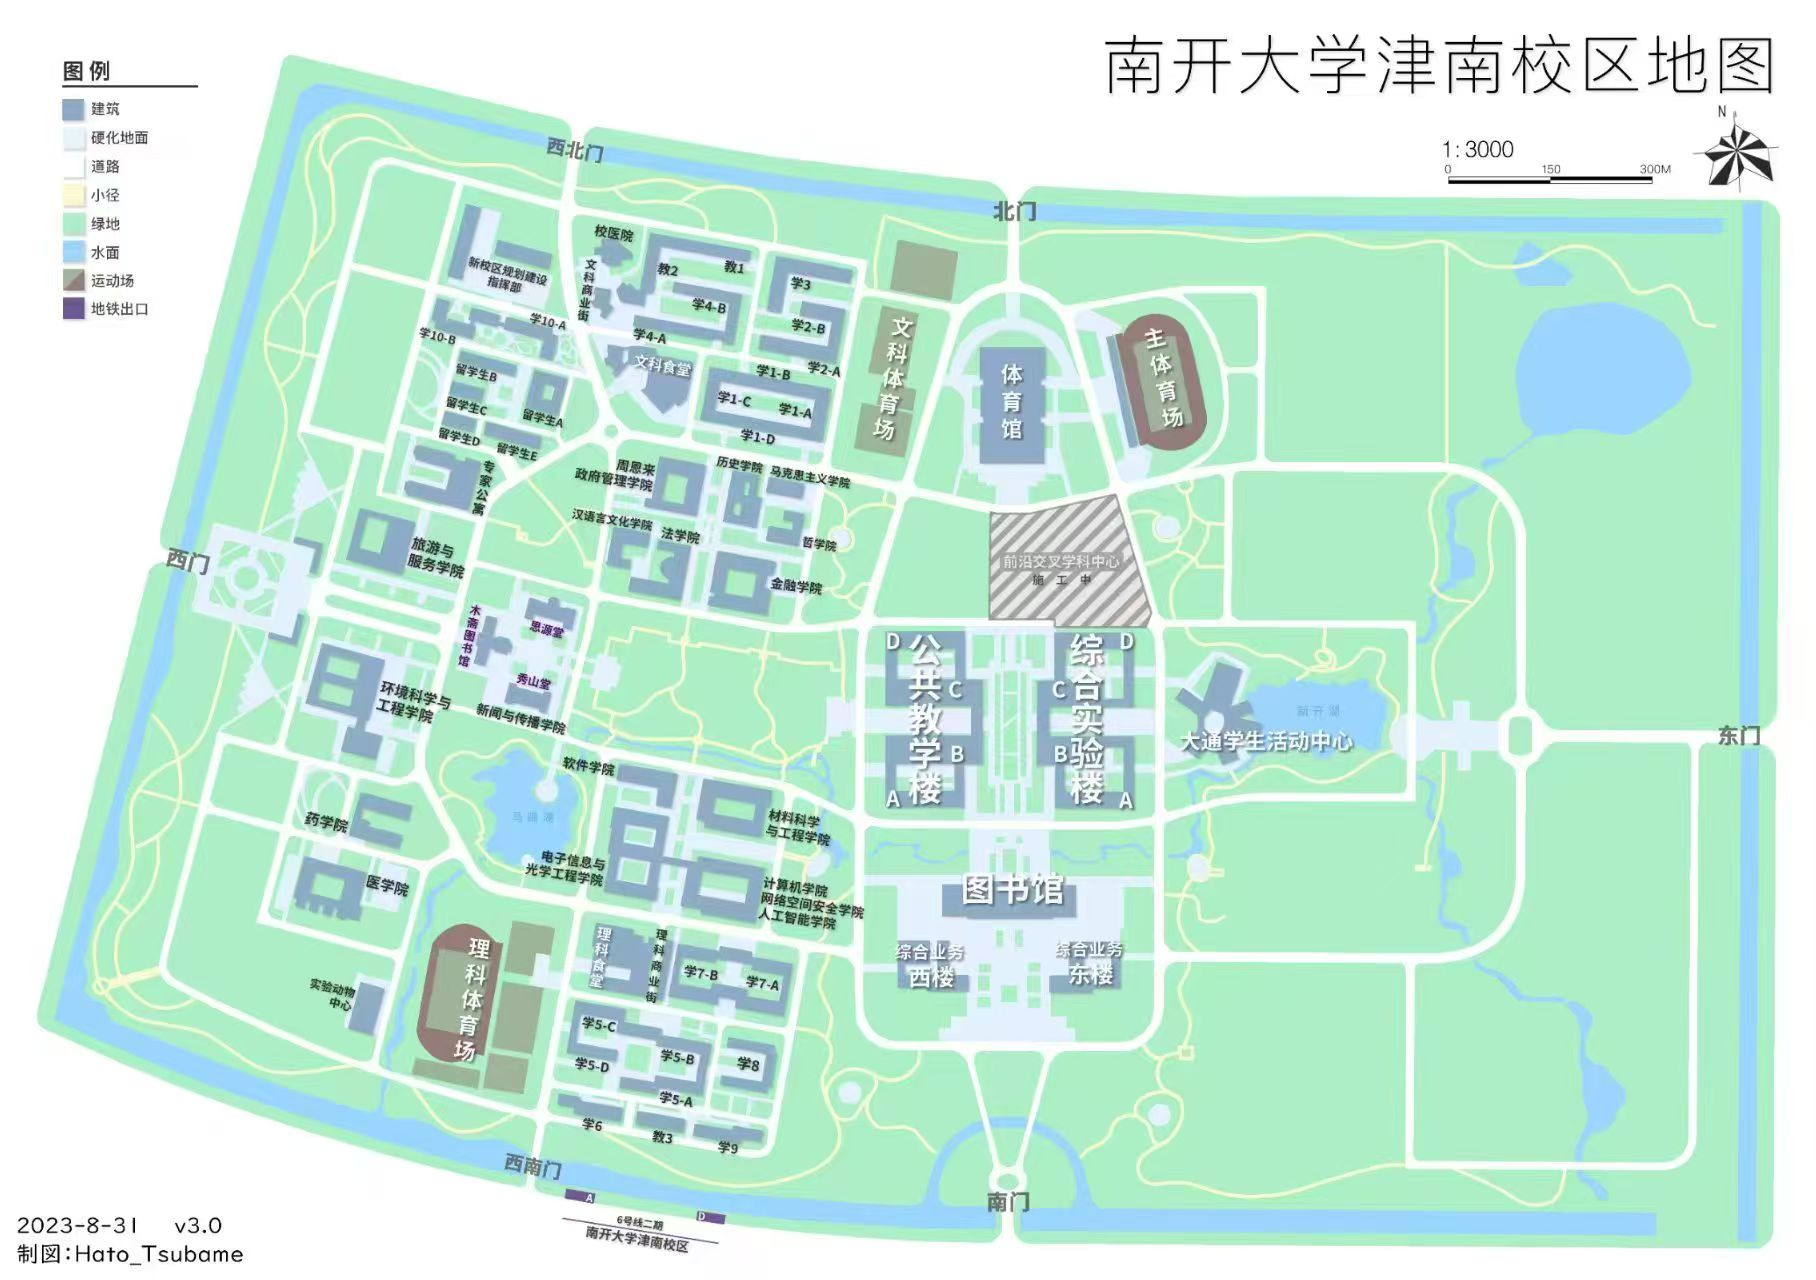 南开大学津南校区地图
图例
建筑
硬化地面
道路
小径
绿地
水面
运动场
地铁出口
N
1:3000
0 150 300M
西北门
北门
校医院
文科商业街
教2
教1
学3
新校区规划建设
指挥部
学4-B
学2-B
学10-A
学10-B
学4-A
文科食堂
学1-B
学2-A
文科体育场
体育馆
主体育场
留学生B
留学生C
留学生A
留学生D
留学生E
学1-C
学1-A
学1-D
专家公寓
周恩来
政府管理学院
历史学院
马克思主义学院
汉语言文化学院
法学院
哲学院
金融学院
旅游与
服务学院
西门
前沿交叉学科中心
施工中
木斋图书馆
思源堂
秀山堂
新闻与传播学院
环境科学与
工程学院
D
公共教学楼
C
B
A
综合实验楼
D
C
B
A
新开湖
大通学生活动中心
东门
软件学院
马蹄湖
材料科学
与工程学院
药学院
电子信息与
光学工程学院
医学院
计算机学院
网络空间安全学院
人工智能学院
图书馆
综合业务
西楼
综合业务
东楼
理科体育场
理科食堂
理科商业街
学7-B
学7-A
实验动物
中心
学5-C
学5-B
学5-D
学8
学5-A
学6
教3
学9
西南门
南门
A
D
6号线二期
南开大学津南校区
2023-8-31 v3.0
制図:Hato_Tsubame